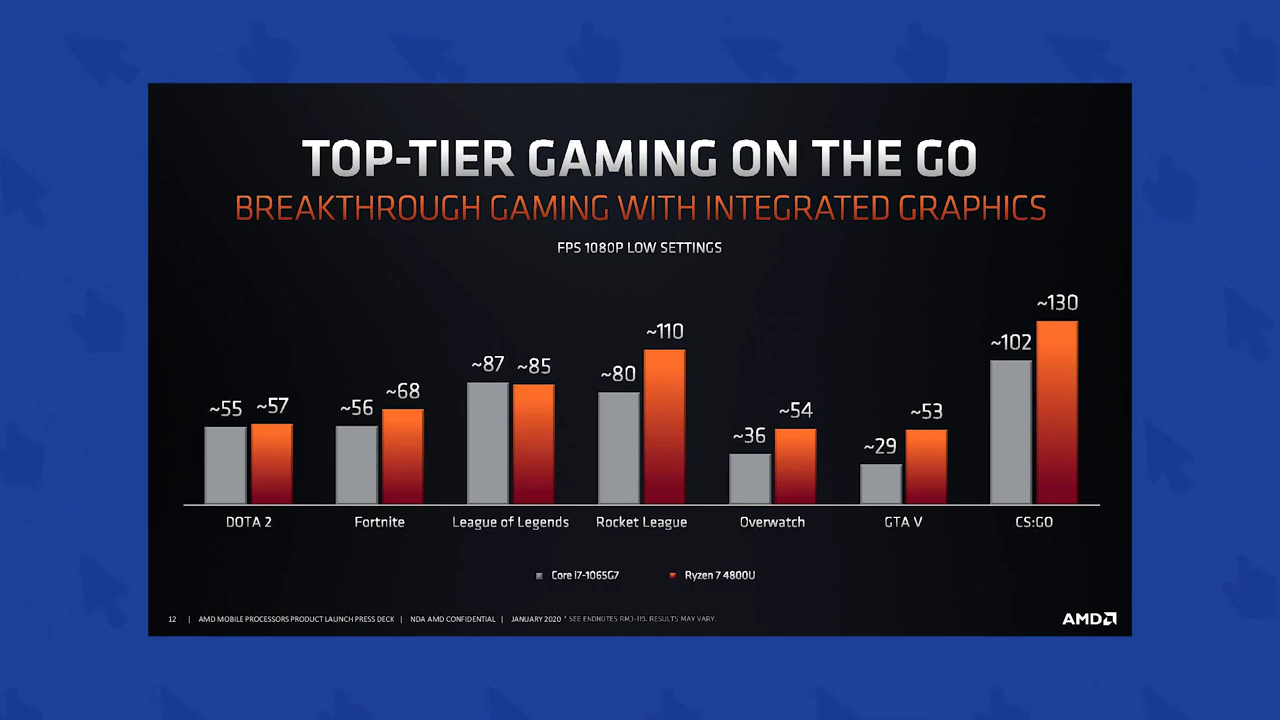 TOP-TIER GAMING ON THE GO
BREAKTHROUGH GAMING WITH INTEGRATED GRAPHICS
FPS 1080P LOW SETTINGS
~55 ~57 ~56 ~68 ~87 ~85 ~80 ~110 ~36 ~54 ~29 ~53 ~102 ~130
DOTA 2 Fortnite League of Legends Rocket League Overwatch GTA V CS:GO
Core i7-1065G7 Ryzen 7 4800U
12 | AMD MOBILE PROCESSORS PRODUCT LAUNCH PRESS DECK | NDA AMD CONFIDENTIAL | JANUARY 2020 * SEE ENDNOTES RM3-119. RESULTS MAY VARY.
AMD